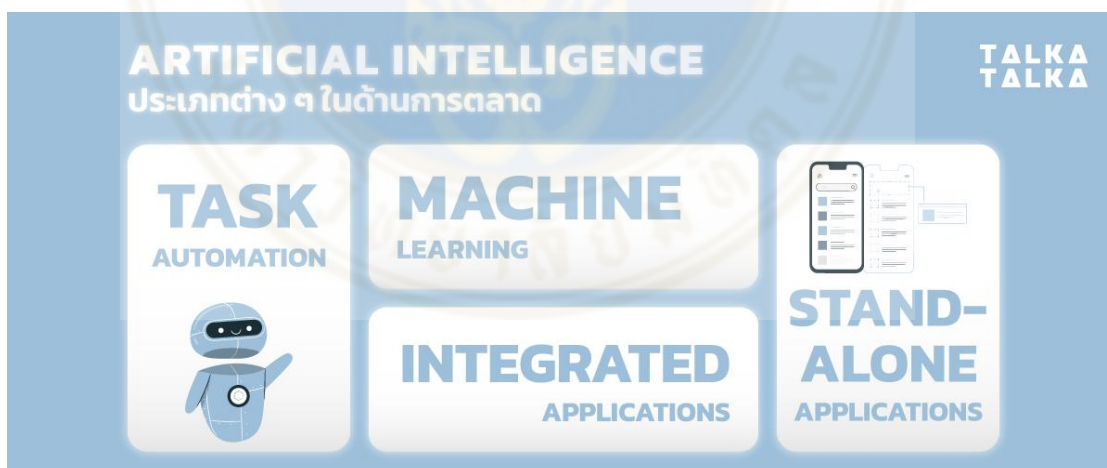 ARTIFICIAL INTELLIGENCE
ประเภทต่าง ๆ ในด้านการตลาด
TALKA
TALKA
TASK
AUTOMATION
MACHINE
LEARNING
INTEGRATED
APPLICATIONS
STAND-
ALONE
APPLICATIONS